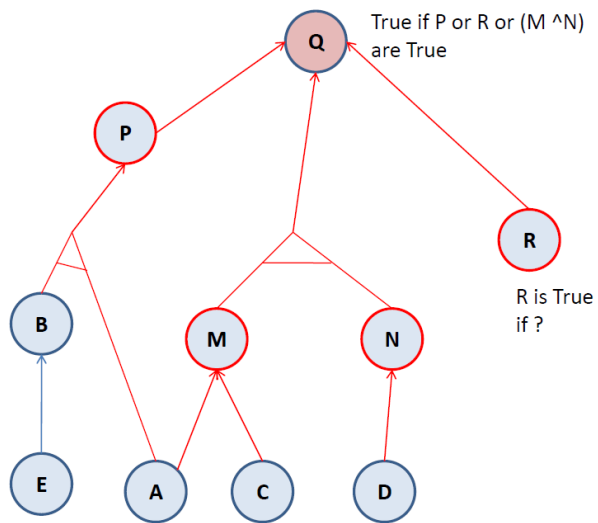 Q
True if P or R or (M ^N)
are True
P
R
R is True
if ?
B
M
N
E
A
C
D